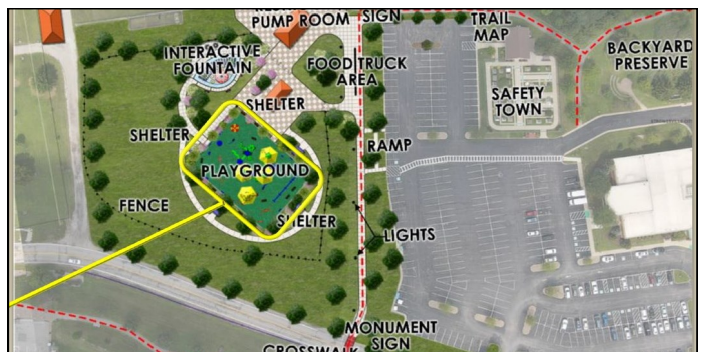 PUMP ROOM
SIGN
TRAIL
MAP
INTERACTIVE
FOUNTAIN
FOOD TRUCK
AREA
BACKYARD
PRESERVE
SAFETY
TOWN
SHELTER
SHELTER
RAMP
PLAYGROUND
FENCE
SHELTER
LIGHTS
MONUMENT
SIGN
CROSSWALK